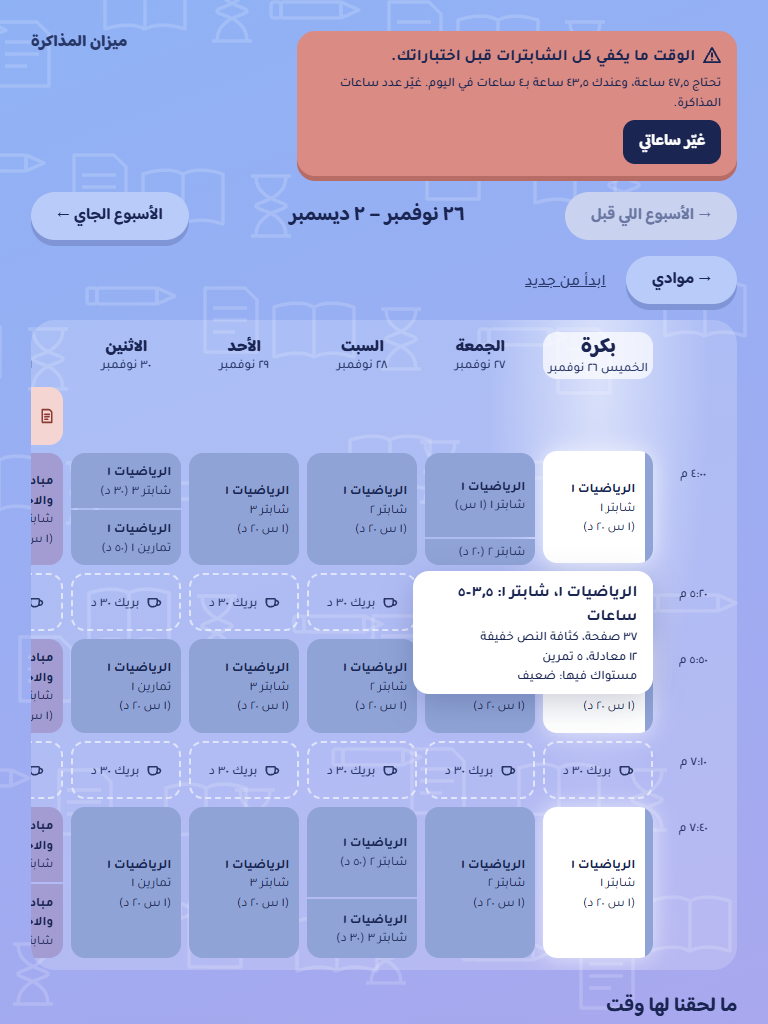 ميزان المذاكرة
الوقت ما يكفي كل الشابترات قبل اختباراتك.
تحتاج ٤٧٫٥ ساعة، وعندك ٤٣٫٥ ساعة بـ٤ ساعات في اليوم. غيّر عدد ساعات
المذاكرة.
غيّر ساعاتي
→ الأسبوع اللي قبل
٢٦ نوفمبر – ٢ ديسمبر
الأسبوع الجاي ←
→ موادي
ابدأ من جديد
بكرة
الخميس ٢٦ نوفمبر
الجمعة
٢٧ نوفمبر
السبت
٢٨ نوفمبر
الأحد
٢٩ نوفمبر
الاثنين
٣٠ نوفمبر
٤:٠٠ م
الرياضيات ١
شابتر ١
(١ س ٢٠ د)
الرياضيات ١
شابتر ١ (١ س)
شابتر ٢ (٢٠ د)
الرياضيات ١
شابتر ٢
(١ س ٢٠ د)
الرياضيات ١
شابتر ٣
(١ س ٢٠ د)
الرياضيات ١
شابتر ٣ (٣٠ د)
الرياضيات ١
تمارين ١ (٥٠ د)
٥:٢٠ م
الرياضيات ١، شابتر ١: ٣٫٥-٥
ساعات
٣٧ صفحة، كثافة النص خفيفة
١٢ معادلة، ٥ تمرين
مستواك فيها: ضعيف
بريك ٣٠ د
بريك ٣٠ د
بريك ٣٠ د
٥:٥٠ م
(١ س ٢٠ د)
(١ س ٢٠ د)
الرياضيات ١
شابتر ٢
(١ س ٢٠ د)
الرياضيات ١
شابتر ٣
(١ س ٢٠ د)
الرياضيات ١
تمارين ١
(١ س ٢٠ د)
٧:١٠ م
بريك ٣٠ د
بريك ٣٠ د
بريك ٣٠ د
بريك ٣٠ د
بريك ٣٠ د
٧:٤٠ م
الرياضيات ١
شابتر ١
(١ س ٢٠ د)
الرياضيات ١
شابتر ٢
(١ س ٢٠ د)
الرياضيات ١
شابتر ٢ (٥٠ د)
الرياضيات ١
شابتر ٣ (٣٠ د)
الرياضيات ١
شابتر ٣
(١ س ٢٠ د)
الرياضيات ١
تمارين ١
(١ س ٢٠ د)
ما لحقنا لها وقت